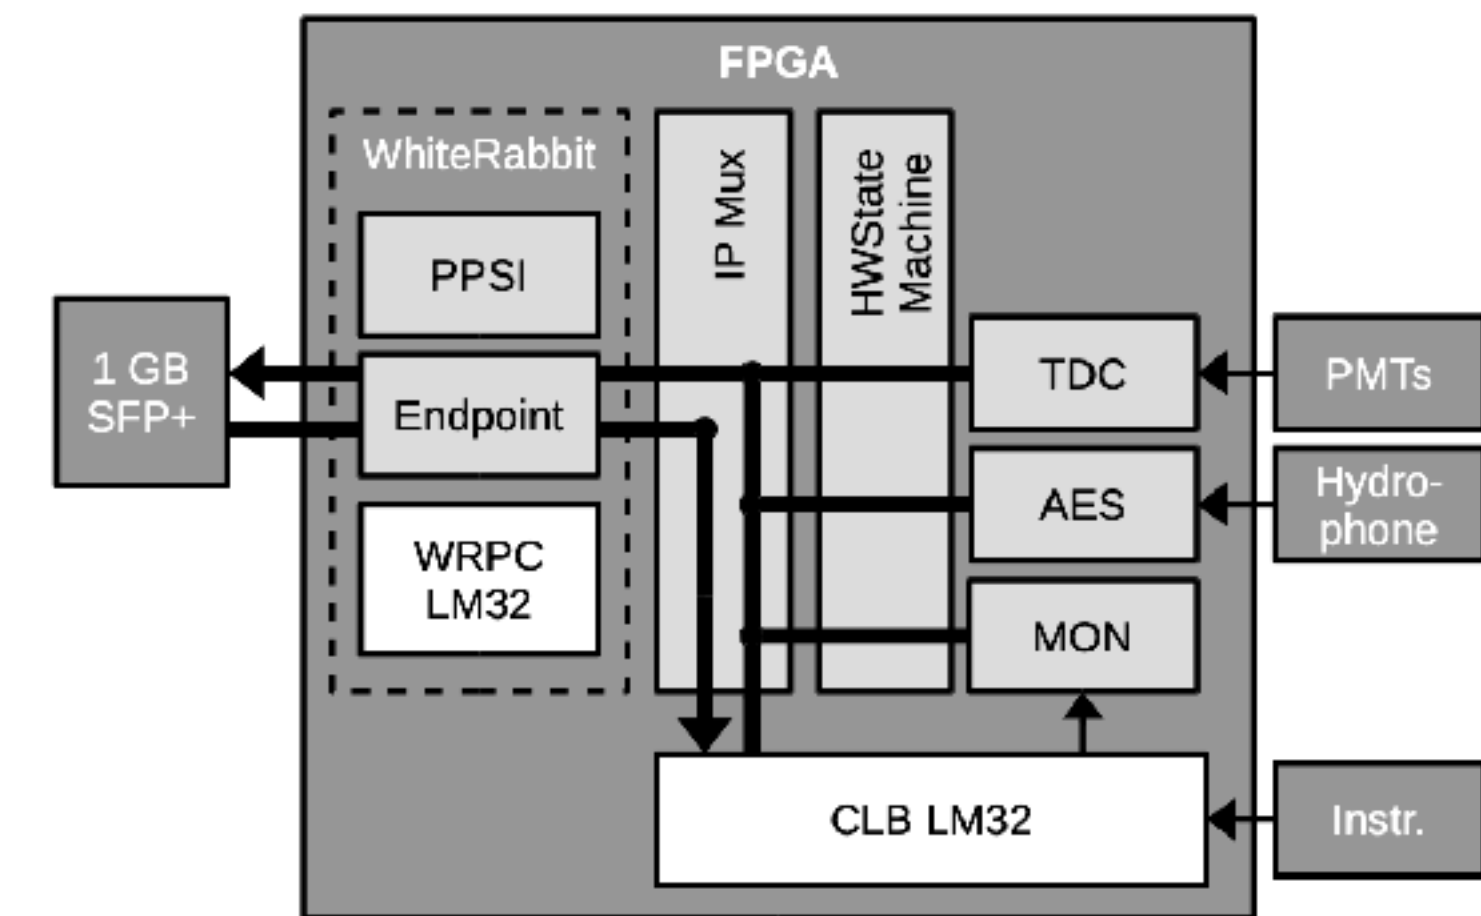 FPGA
WhiteRabbit
PPSI
Endpoint
WRPC
LM32
IP Mux
HWState
Machine
1 GB
SFP+
TDC
AES
MON
CLB LM32
PMTs
Hydro-
phone
Instr.